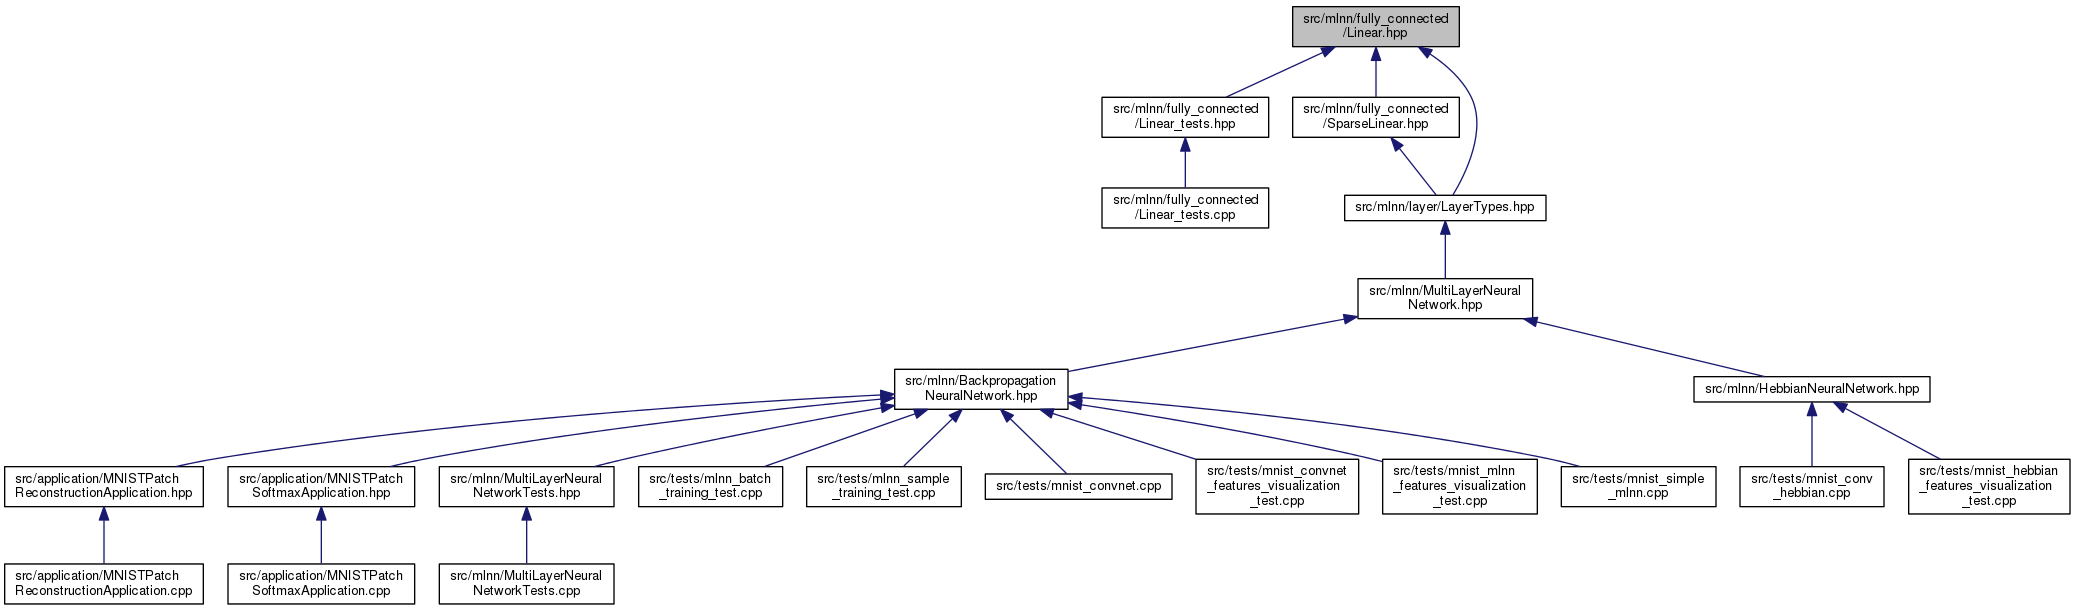 src/mlnn/fully_connected
/Linear.hpp
src/mlnn/fully_connected
/Linear_tests.hpp
src/mlnn/fully_connected
/SparseLinear.hpp
src/mlnn/fully_connected
/Linear_tests.cpp
src/mlnn/layer/LayerTypes.hpp
src/mlnn/MultiLayerNeural
Network.hpp
src/mlnn/Backpropagation
NeuralNetwork.hpp
src/mlnn/HebbianNeuralNetwork.hpp
src/application/MNISTPatch
ReconstructionApplication.hpp
src/application/MNISTPatch
SoftmaxApplication.hpp
src/mlnn/MultiLayerNeural
NetworkTests.hpp
src/tests/mlnn_batch
_training_test.cpp
src/tests/mlnn_sample
_training_test.cpp
src/tests/mnist_convnet.cpp
src/tests/mnist_convnet
_features_visualization
_test.cpp
src/tests/mnist_mlnn
_features_visualization
_test.cpp
src/tests/mnist_simple
_mlnn.cpp
src/tests/mnist_conv
_hebbian.cpp
src/tests/mnist_hebbian
_features_visualization
_test.cpp
src/application/MNISTPatch
ReconstructionApplication.cpp
src/application/MNISTPatch
SoftmaxApplication.cpp
src/mlnn/MultiLayerNeural
NetworkTests.cpp